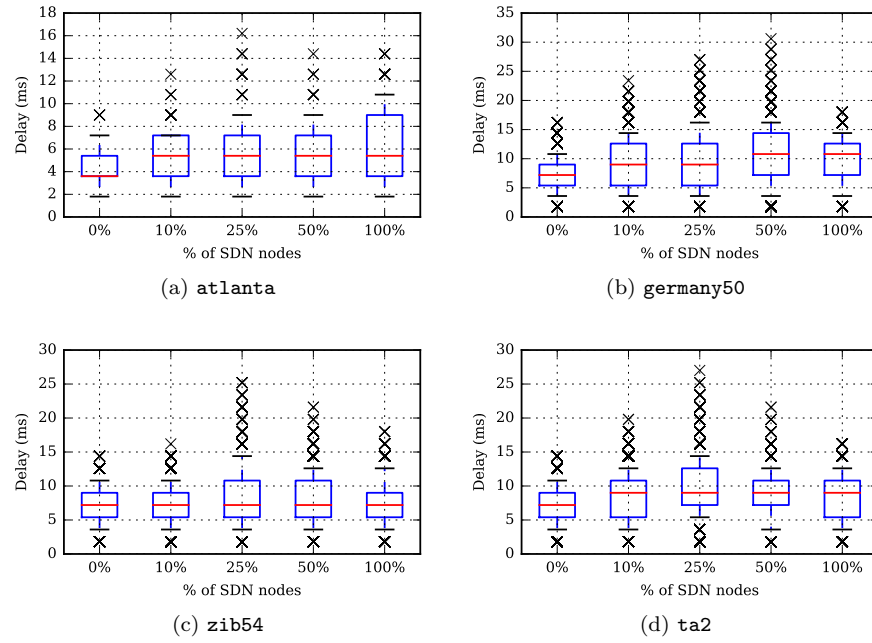 18
16
14
12
10
8
6
4
2
0
Delay (ms)
0% 10% 25% 50% 100%
% of SDN nodes
(a) atlanta
35
30
25
20
15
10
5
0
Delay (ms)
0% 10% 25% 50% 100%
% of SDN nodes
(b) germany50
30
25
20
15
10
5
0
Delay (ms)
0% 10% 25% 50% 100%
% of SDN nodes
(c) zib54
30
25
20
15
10
5
0
Delay (ms)
0% 10% 25% 50% 100%
% of SDN nodes
(d) ta2